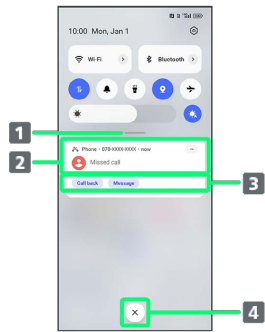 10:00 Mon, Jan 1
Wi-Fi > Bluetooth >
1
2
Phone • 070-XXXX-XXXX • now
Missed call
3
Call back Message
4